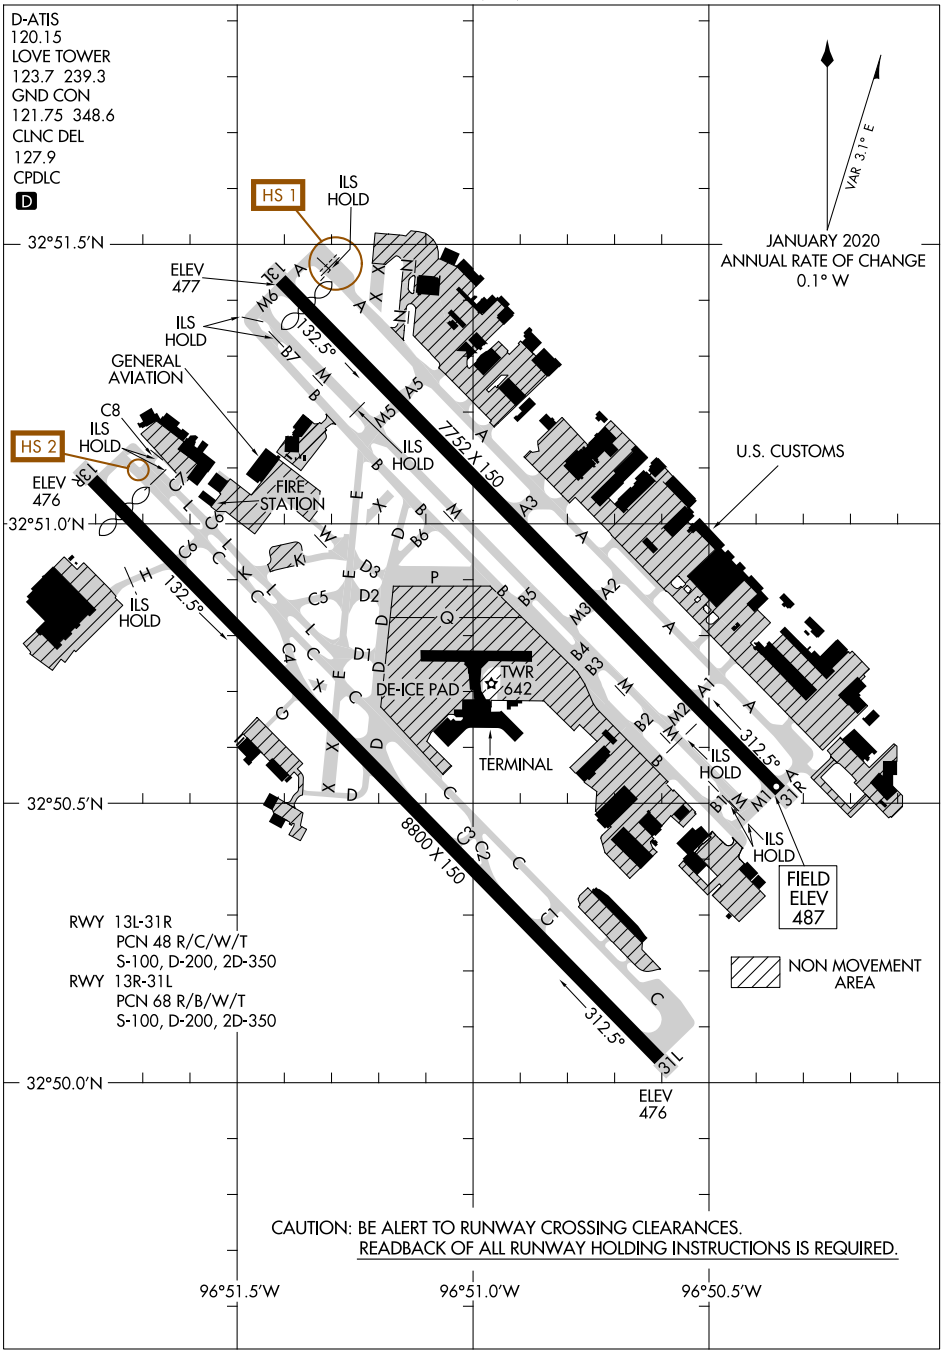 D-ATIS
120.15
LOVE TOWER
123.7 239.3
GND CON
121.75 348.6
CLNC DEL
127.9
CPDLC
D
HS 1
ILS
HOLD
VAR 3.1° E
JANUARY 2020
ANNUAL RATE OF CHANGE
0.1° W
32°51.5'N
ELEV
477
13L
A
M6
X
X
N
N
A
ILS
HOLD
132.5°
B7
M
B
GENERAL
AVIATION
A5
M5
A
C8
ILS
HOLD
HS 2
ILS
HOLD
7752 X 150
U.S. CUSTOMS
13R
ELEV
476
C7
L
FIRE
STATION
B
E
X
B
M
A3
32°51.0'N
C6
W
D
B6
A
C6
L
C
K
K
D3
E
P
H
ILS
HOLD
132.5°
L
C
C5
D2
B
B5
A2
M3
D
Q
L
A
C4
C
D1
B4
B3
E
D
X
DE-ICE PAD
TWR
642
M
A1
G
C
B2
M2
A
X
D
M
TERMINAL
B
ILS
HOLD
312.5°
X
D
C
B1
M
M1
A
31R
32°50.5'N
8800 X 150
C3
C2
C
ILS
HOLD
FIELD
ELEV
487
C1
RWY 13L-31R
PCN 48 R/C/W/T
S-100, D-200, 2D-350
RWY 13R-31L
PCN 68 R/B/W/T
S-100, D-200, 2D-350
NON MOVEMENT
AREA
C
312.5°
31L
32°50.0'N
ELEV
476
CAUTION: BE ALERT TO RUNWAY CROSSING CLEARANCES.
READBACK OF ALL RUNWAY HOLDING INSTRUCTIONS IS REQUIRED.
96°51.5'W
96°51.0'W
96°50.5'W